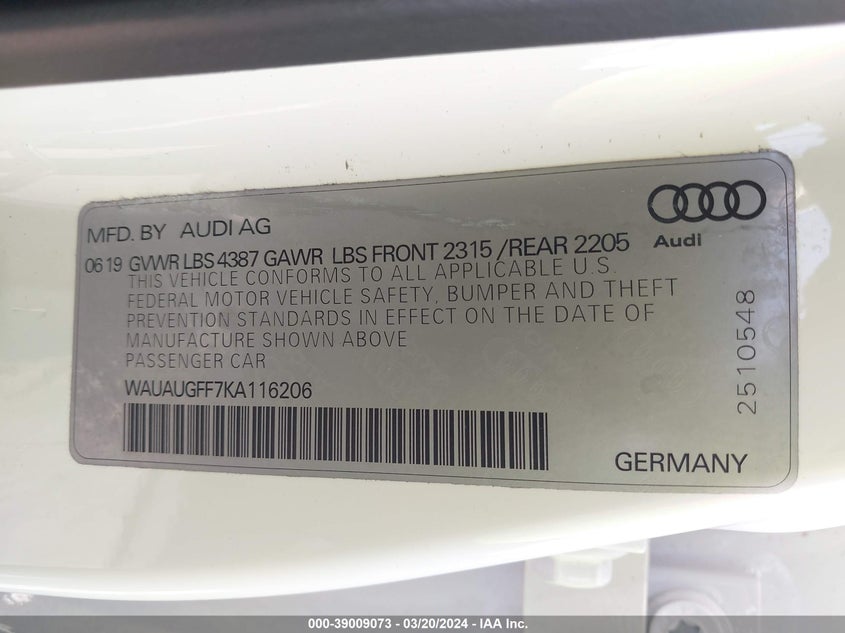 MFD. BY AUDI AG
Audi
0619 GVWR LBS 4387 GAWR LBS FRONT 2315 /REAR 2205
THIS VEHICLE CONFORMS TO ALL APPLICABLE U.S.
FEDERAL MOTOR VEHICLE SAFETY, BUMPER AND THEFT
PREVENTION STANDARDS IN EFFECT ON THE DATE OF
MANUFACTURE SHOWN ABOVE
PASSENGER CAR
WAUAUGFF7KA116206
2510548
GERMANY
000-39009073 - 03/20/2024 - IAA Inc.